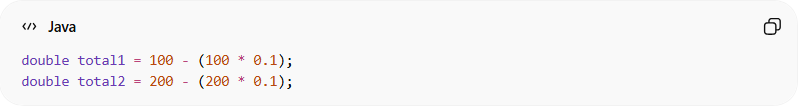 </> Java
double total1 = 100 - (100 * 0.1);
double total2 = 200 - (200 * 0.1);